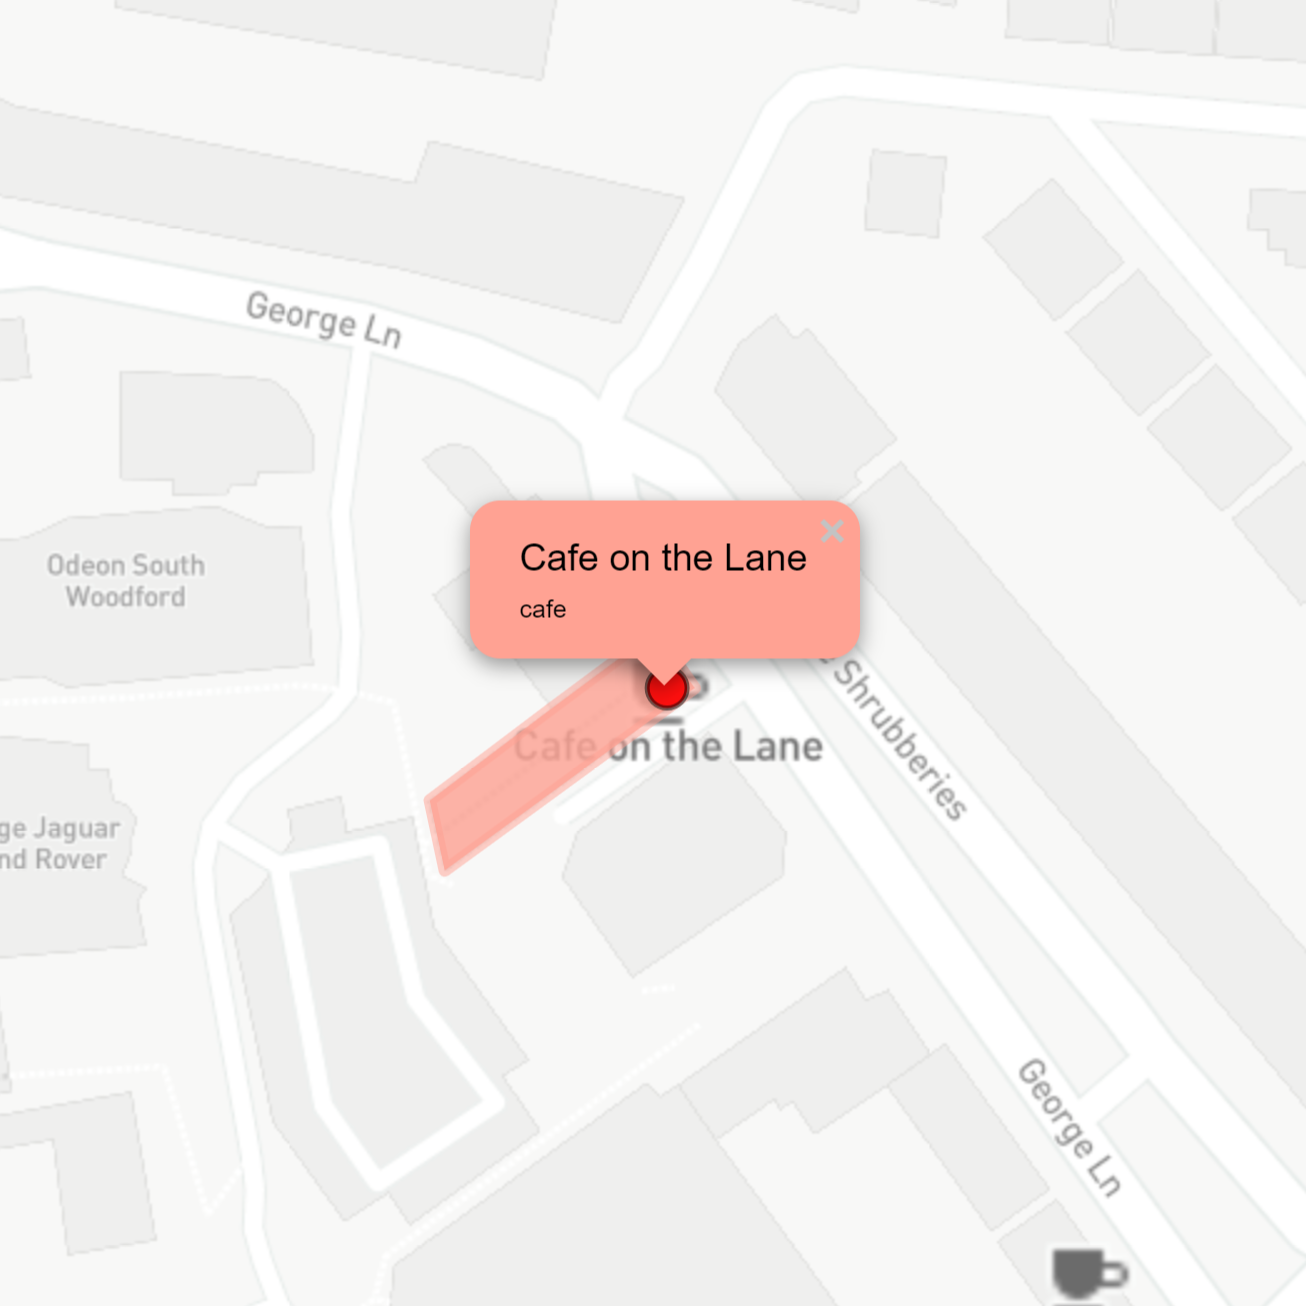 George Ln
Odeon South
Woodford
Cafe on the Lane
cafe
×
Shrubberies
Cafe on the Lane
ge Jaguar
nd Rover
George Ln